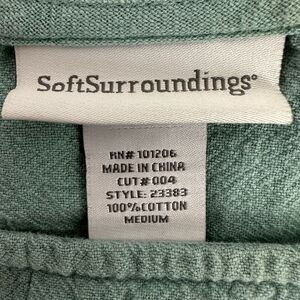 SoftSurroundings®
RN# 101206
MADE IN CHINA
CUT# 004
STYLE: 23383
100% COTTON
MEDIUM